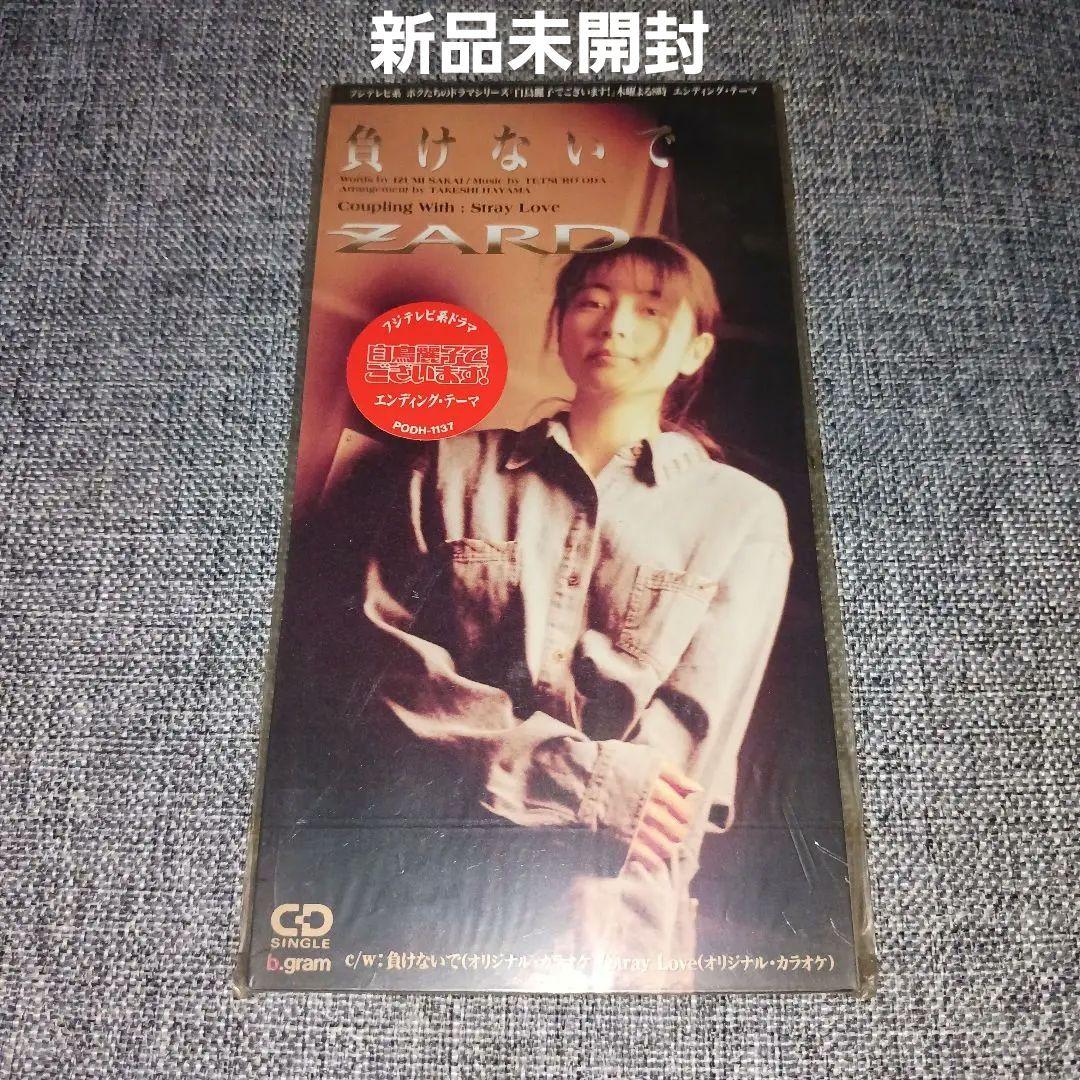 新品未開封
フジテレビ系 ボクたちのドラマシリーズ「白鳥麗子でございます!」木曜よる8時 エンディング・テーマ
負けないで
Words by IZUMI SAKAI / Music by TETSURO ODA
Arrangement by TAKESHI HAYAMA
Coupling With : Stray Love
ZARD
フジテレビ系ドラマ
白鳥麗子で
ございます!
エンディング・テーマ
PODH-1137
CD
SINGLE
b.gram
c/w:負けないで(オリジナル・カラオケ) Stray Love(オリジナル・カラオケ)